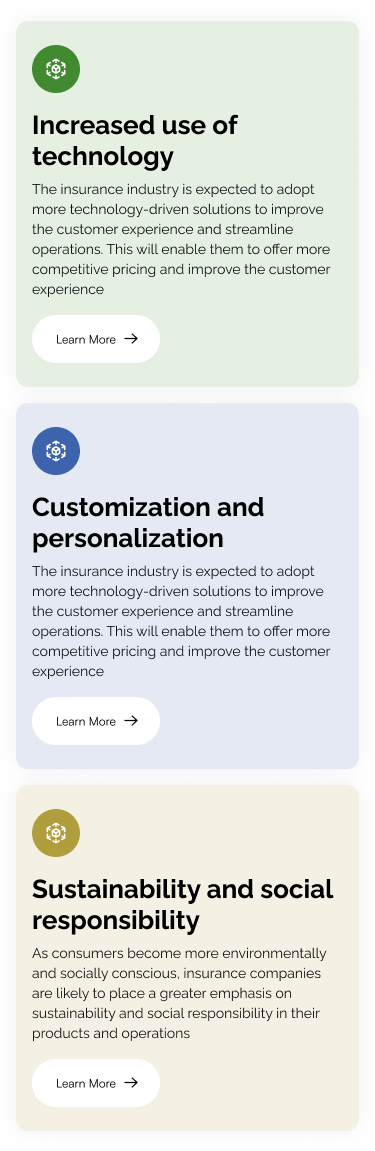 Increased use of
technology
The insurance industry is expected to adopt
more technology-driven solutions to improve
the customer experience and streamline
operations. This will enable them to offer more
competitive pricing and improve the customer
experience
Learn More
Customization and
personalization
The insurance industry is expected to adopt
more technology-driven solutions to improve
the customer experience and streamline
operations. This will enable them to offer more
competitive pricing and improve the customer
experience
Learn More
Sustainability and social
responsibility
As consumers become more environmentally
and socially conscious, insurance companies
are likely to place a greater emphasis on
sustainability and social responsibility in their
products and operations
Learn More